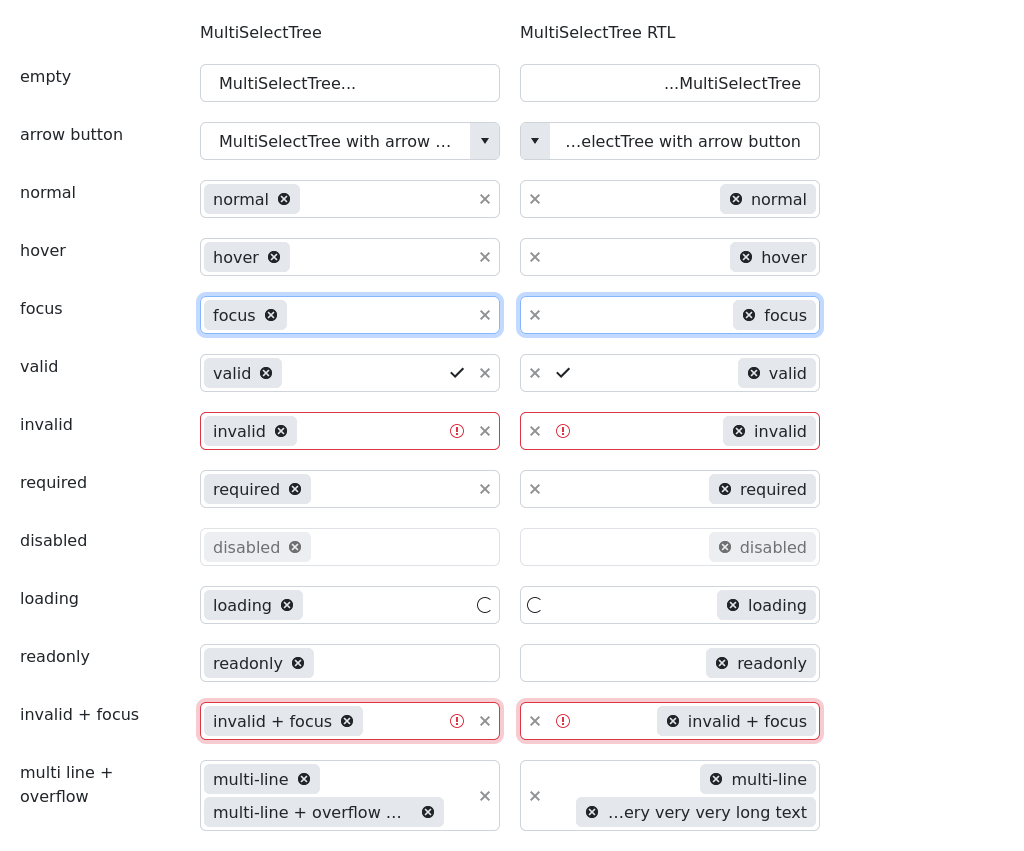 MultiSelectTree MultiSelectTree RTL
empty MultiSelectTree... ...MultiSelectTree
arrow button MultiSelectTree with arrow ... ...electTree with arrow button
normal normal normal
hover hover hover
focus focus focus
valid valid valid
invalid invalid invalid
required required required
disabled disabled disabled
loading loading loading
readonly readonly readonly
invalid + focus invalid + focus invalid + focus
multi line + multi-line multi-line
overflow multi-line + overflow ... ...ery very very long text